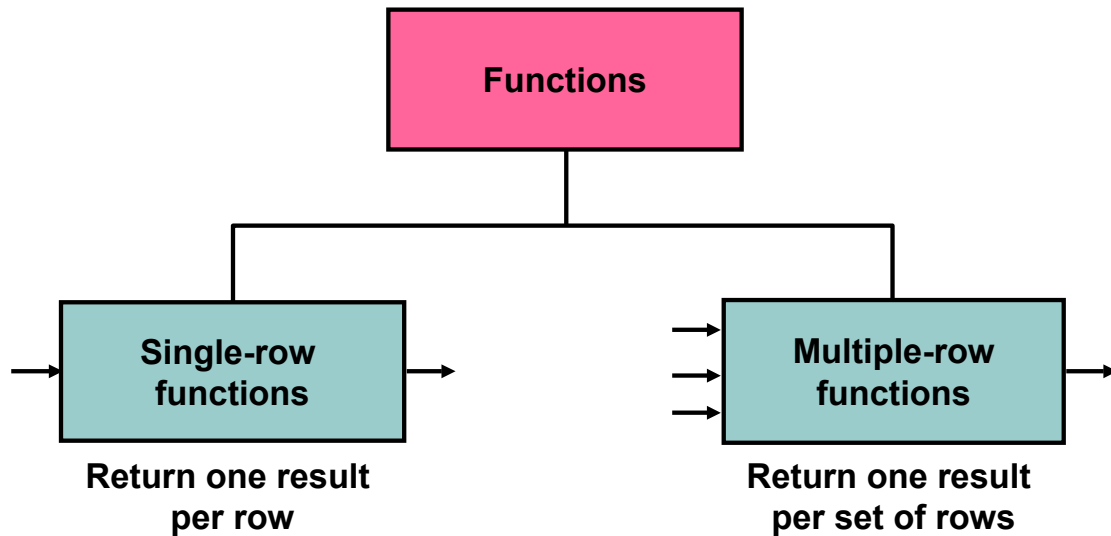 Functions
Single-row
functions
Multiple-row
functions
Return one result
per row
Return one result
per set of rows